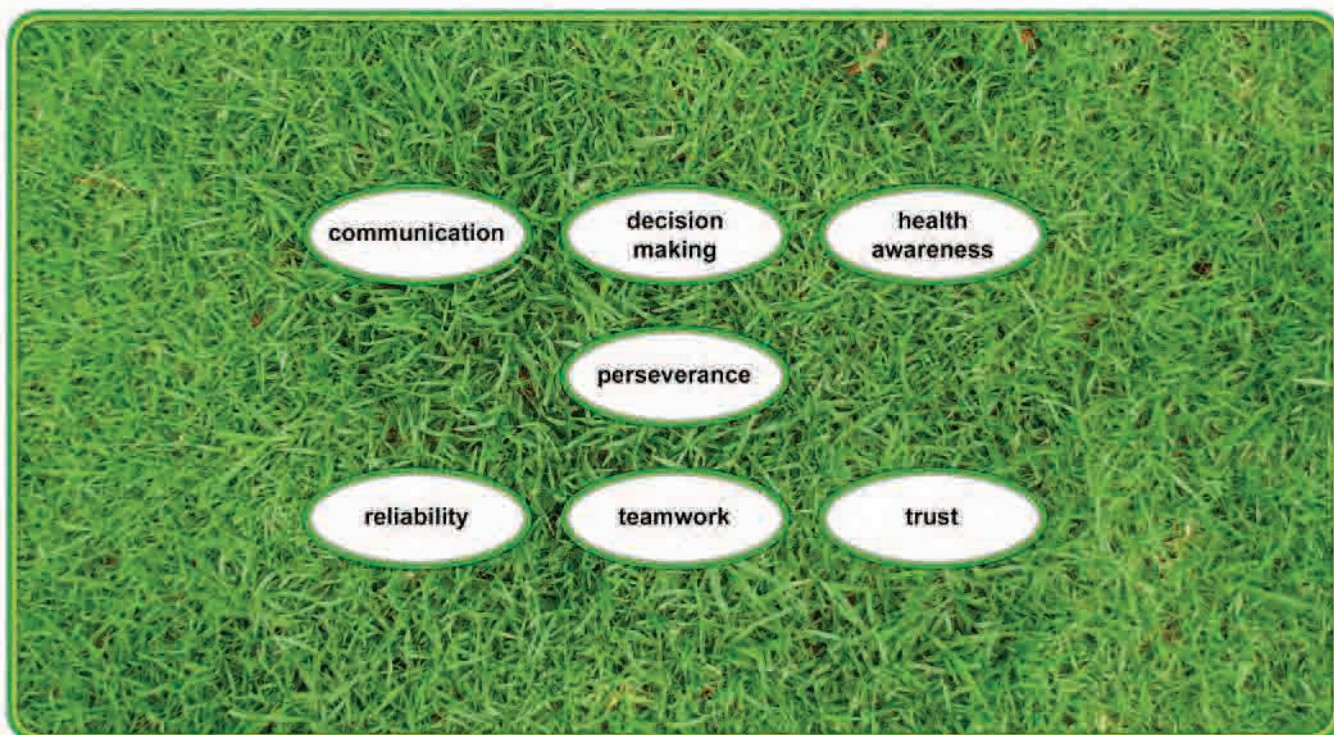 communication
decision
making
health
awareness
perseverance
reliability
teamwork
trust